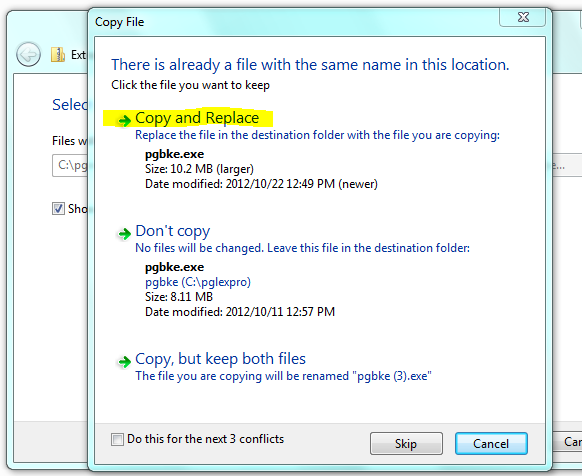 Copy File
There is already a file with the same name in this location.
Click the file you want to keep
Copy and Replace
Replace the file in the destination folder with the file you are copying:
pgbke.exe
Size: 10.2 MB (larger)
Date modified: 2012/10/22 12:49 PM (newer)
Don't copy
No files will be changed. Leave this file in the destination folder:
pgbke.exe
pgbke (C:\pglexpro)
Size: 8.11 MB
Date modified: 2012/10/11 12:57 PM
Copy, but keep both files
The file you are copying will be renamed "pgbke (3).exe"
Do this for the next 3 conflicts
Skip
Cancel
Ext
Selec
Files w
C:\pg
e...
Sho
Can